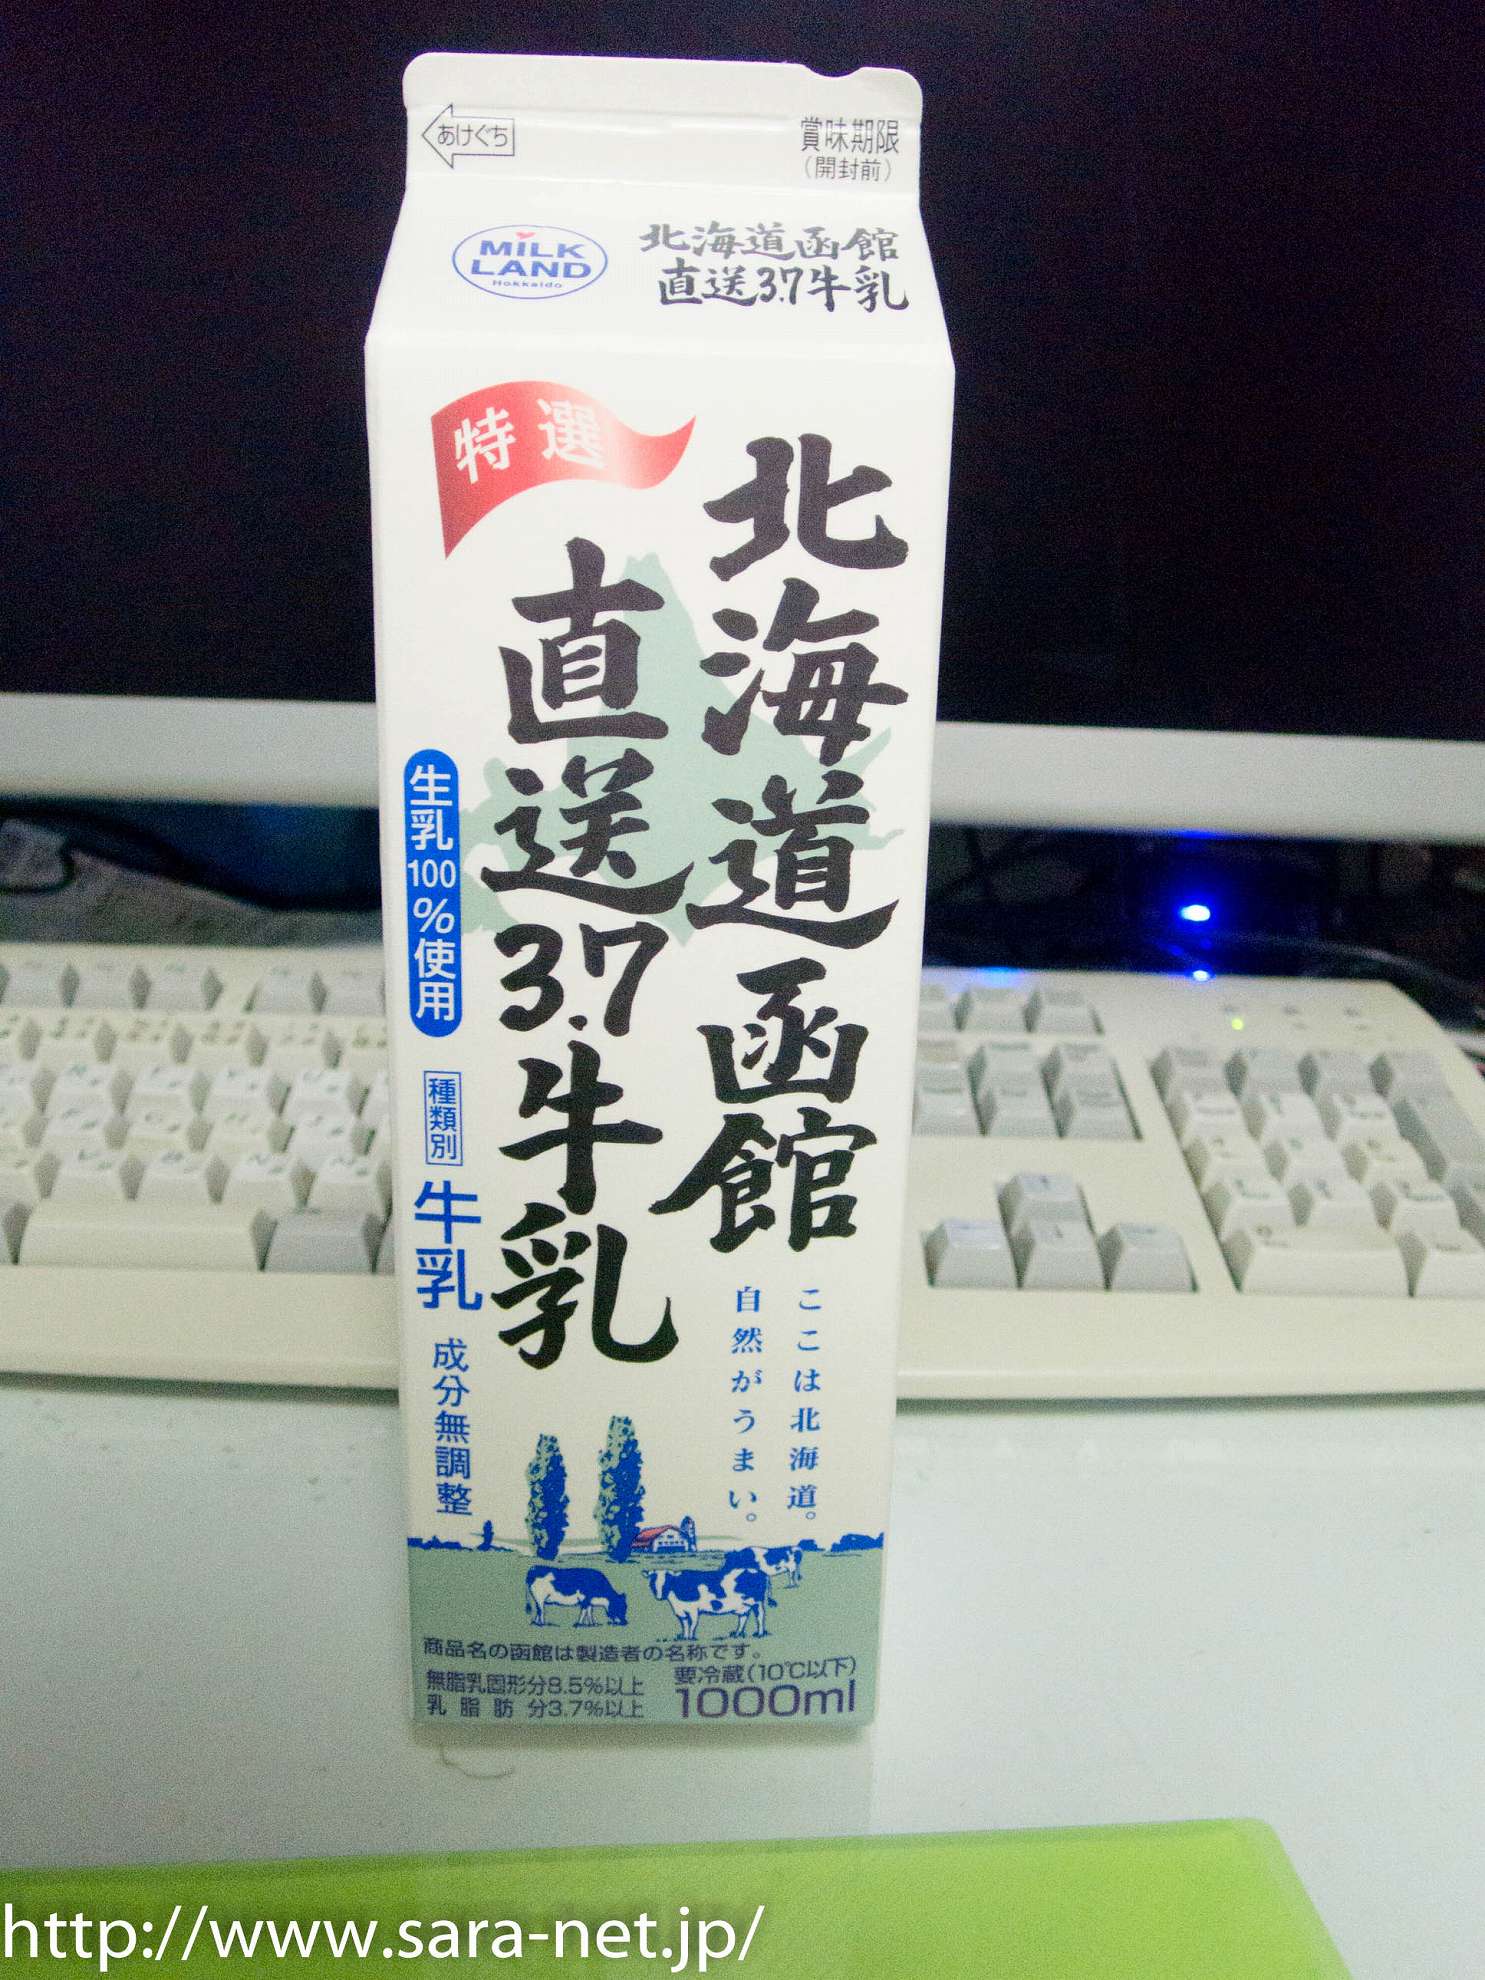 あけぐち
賞味期限
(開封前)
MILK
LAND
Hokkaido
北海道函館
直送3.7牛乳
特選
北海道函館
直送3.7牛乳
生乳100%使用
種類別
牛乳
成分無調整
ここは北海道。
自然がうまい。
商品名の函館は製造者の名称です。
無脂乳固形分8.5%以上
乳脂肪分3.7%以上
要冷蔵(10℃以下)
1000ml
http://www.sara-net.jp/